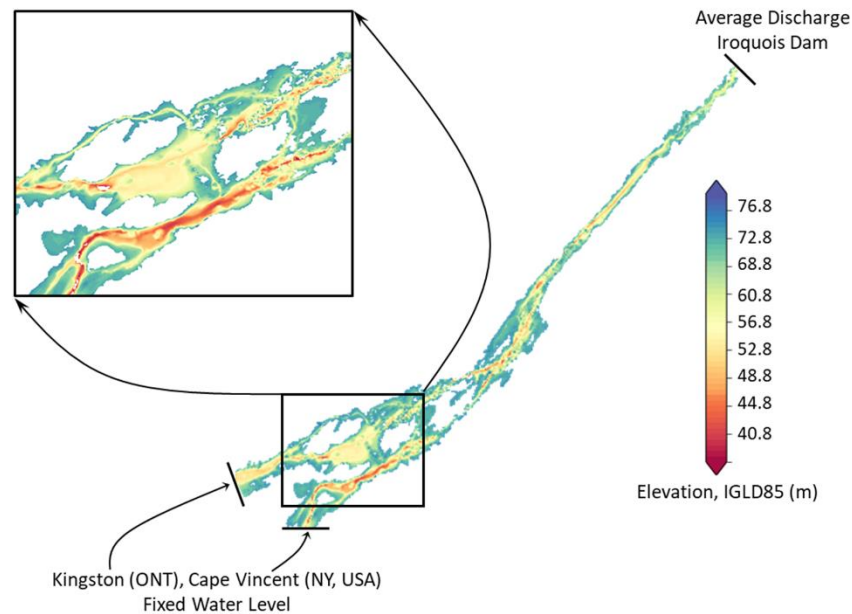 Average Discharge
Iroquois Dam
76.8
72.8
68.8
60.8
56.8
52.8
48.8
44.8
40.8
Elevation, IGLD85 (m)
Kingston (ONT), Cape Vincent (NY, USA)
Fixed Water Level